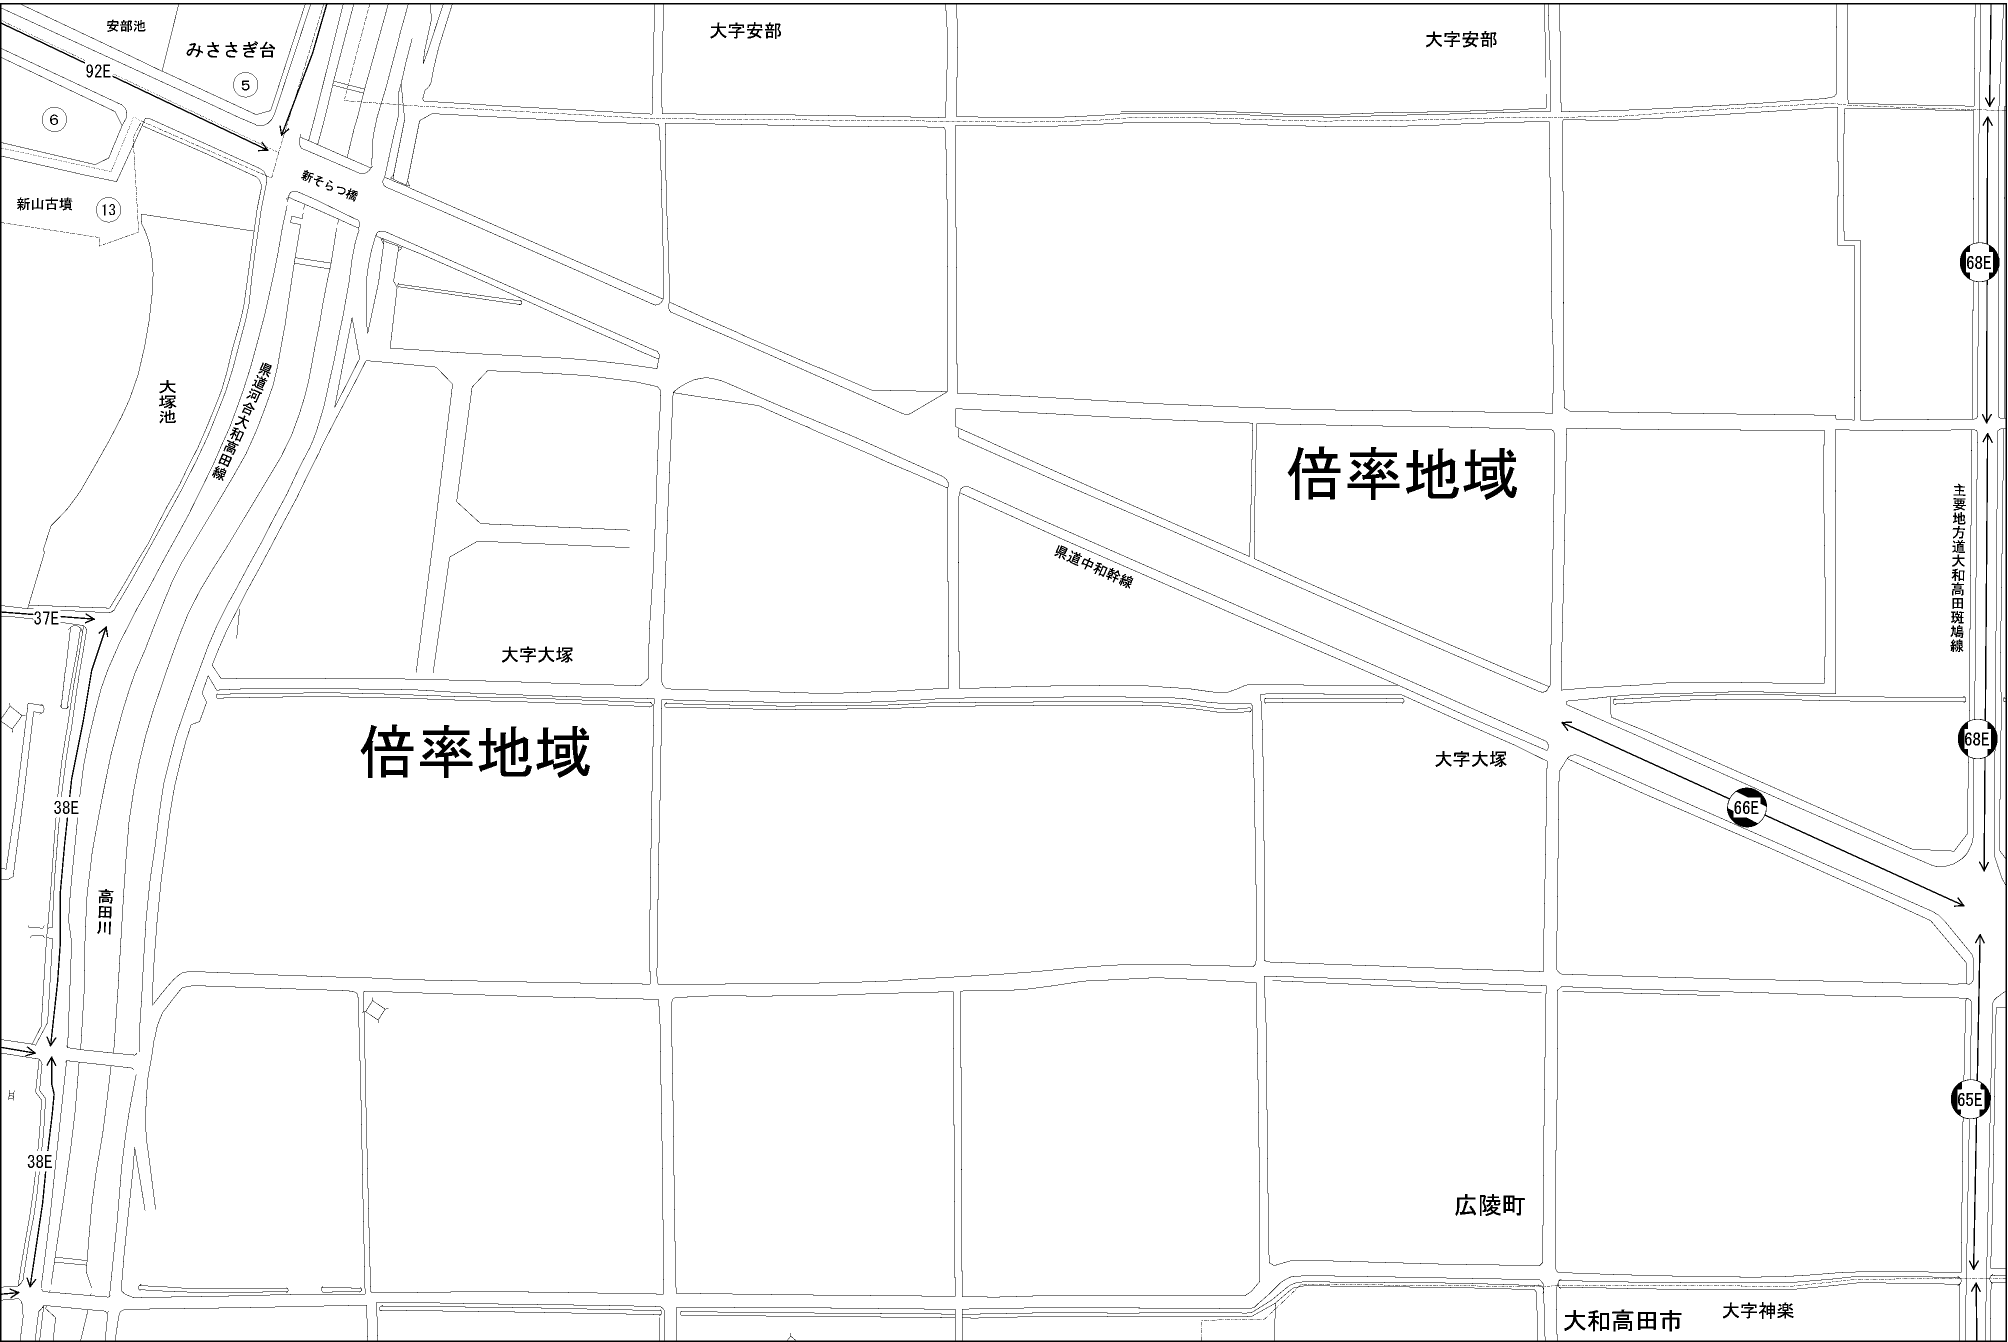 安部池
みささぎ台
大字安部
大字安部
92E
5
6
新そらつ橋
新山古墳
13
68E
県道河合大和高田線
大塚池
倍率地域
主要地方道大和高田斑鳩線
県道中和幹線
37E
大字大塚
倍率地域
68E
大字大塚
38E
66E
高田川
65E
38E
広陵町
大和高田市
大字神楽